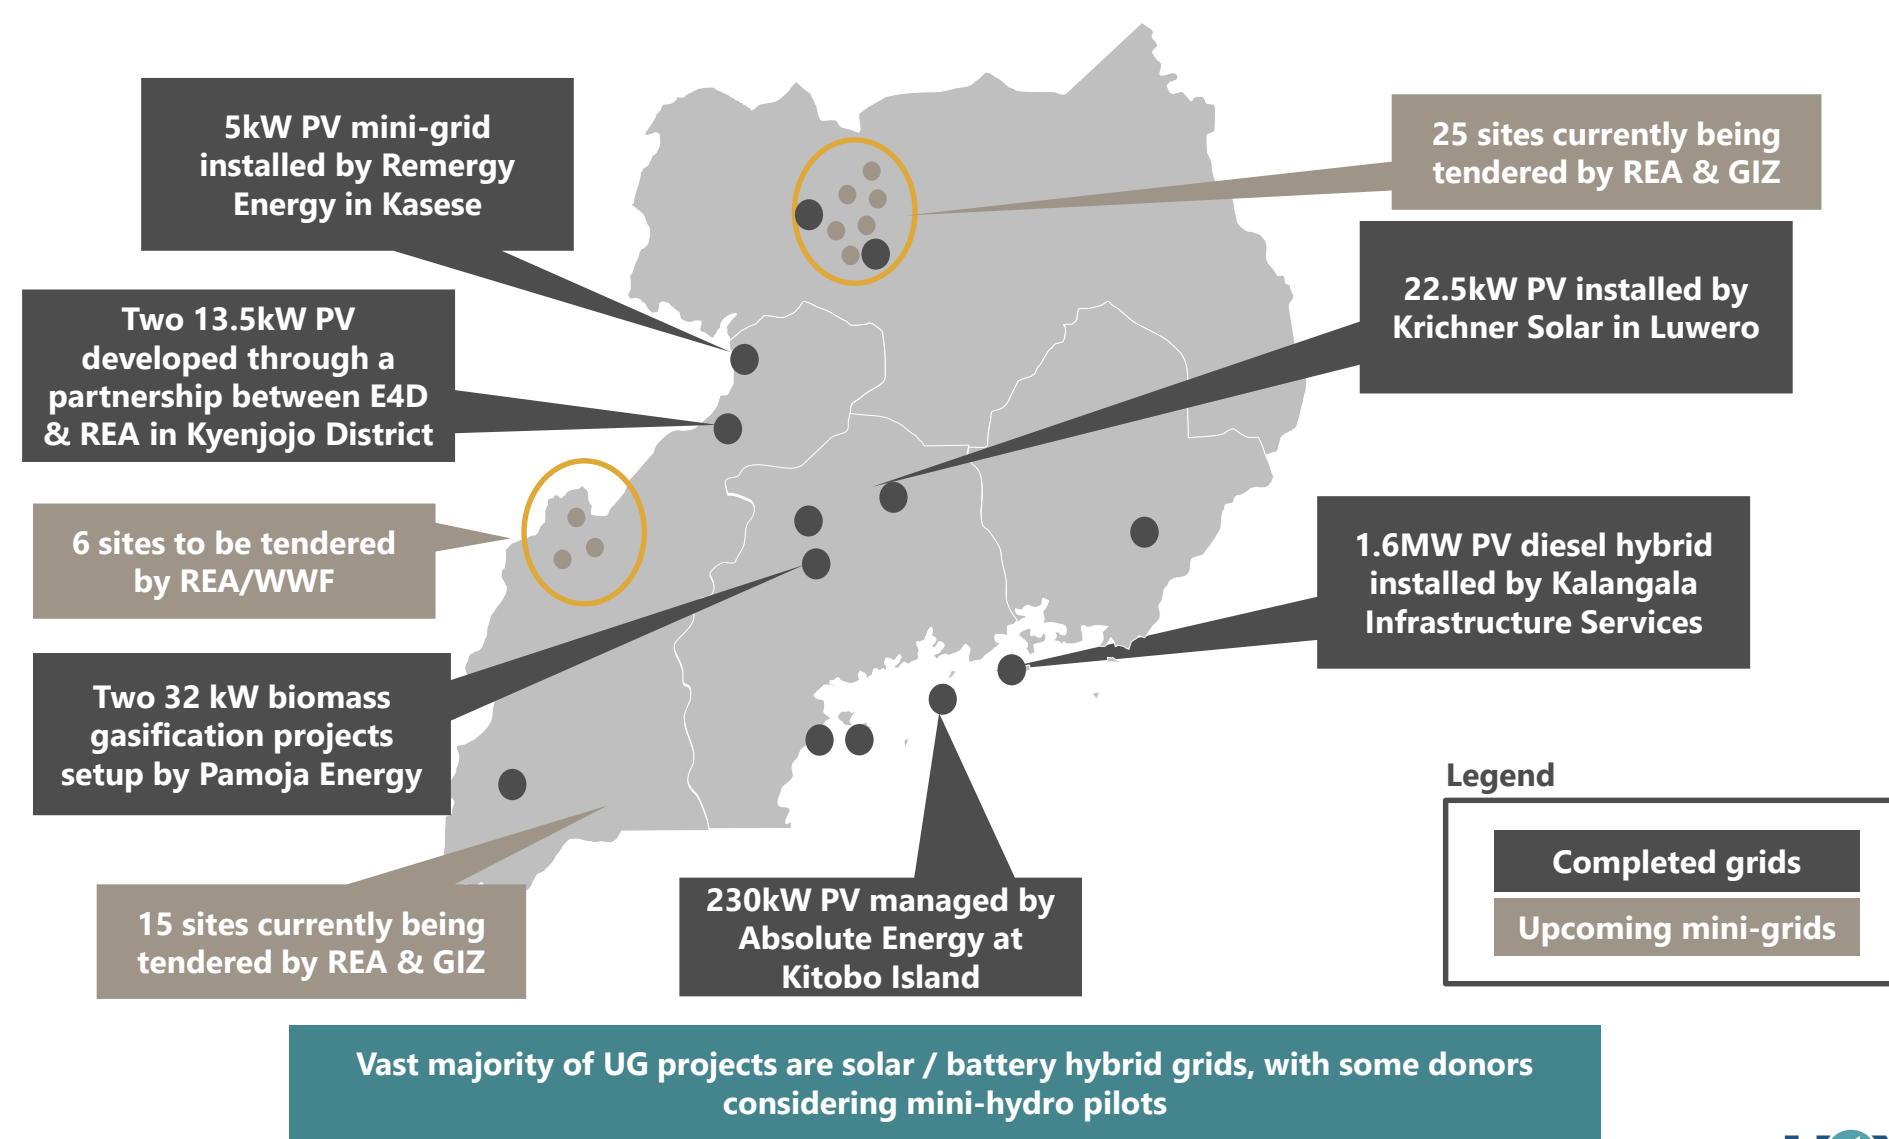 5kW PV mini-grid
installed by Remergy
Energy in Kasese
25 sites currently being
tendered by REA & GIZ
22.5kW PV installed by
Krichner Solar in Luwero
Two 13.5kW PV
developed through a
partnership between E4D
& REA in Kyenjojo District
6 sites to be tendered
by REA/WWF
1.6MW PV diesel hybrid
installed by Kalangala
Infrastructure Services
Two 32 kW biomass
gasification projects
setup by Pamoja Energy
15 sites currently being
tendered by REA & GIZ
230kW PV managed by
Absolute Energy at
Kitobo Island
Legend
Completed grids
Upcoming mini-grids
Vast majority of UG projects are solar / battery hybrid grids, with some donors
considering mini-hydro pilots